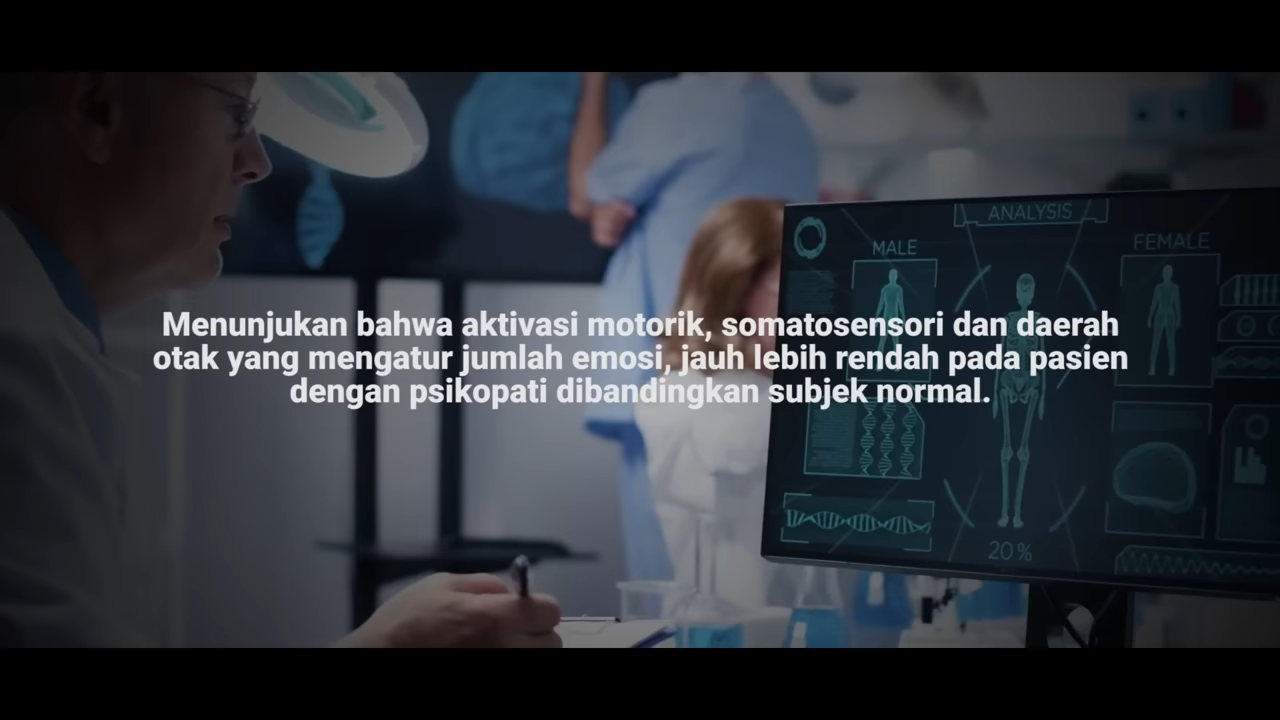 ANALYSIS
MALE
FEMALE
Menunjukan bahwa aktivasi motorik, somatosensori dan daerah
otak yang mengatur jumlah emosi, jauh lebih rendah pada pasien
dengan psikopati dibandingkan subjek normal.
20%